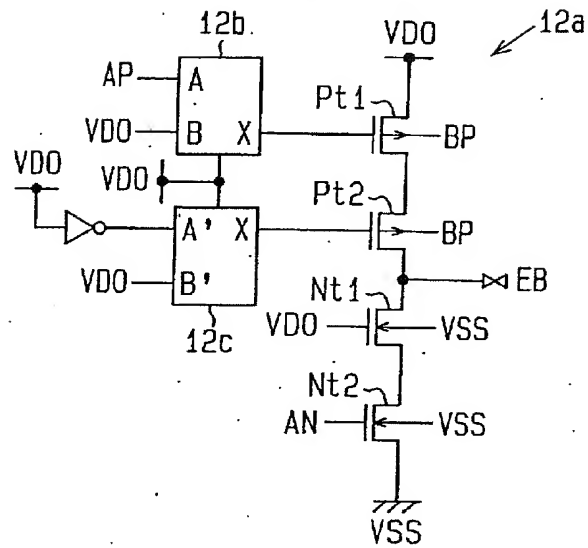 12b
12a
VDO
AP
A
Pt1
VDO
B
X
BP
VDO
VDO
Pt2
A'
X
BP
VDO
B'
Nt1
EB
12c
VDO
VSS
Nt2
AN
VSS
VSS